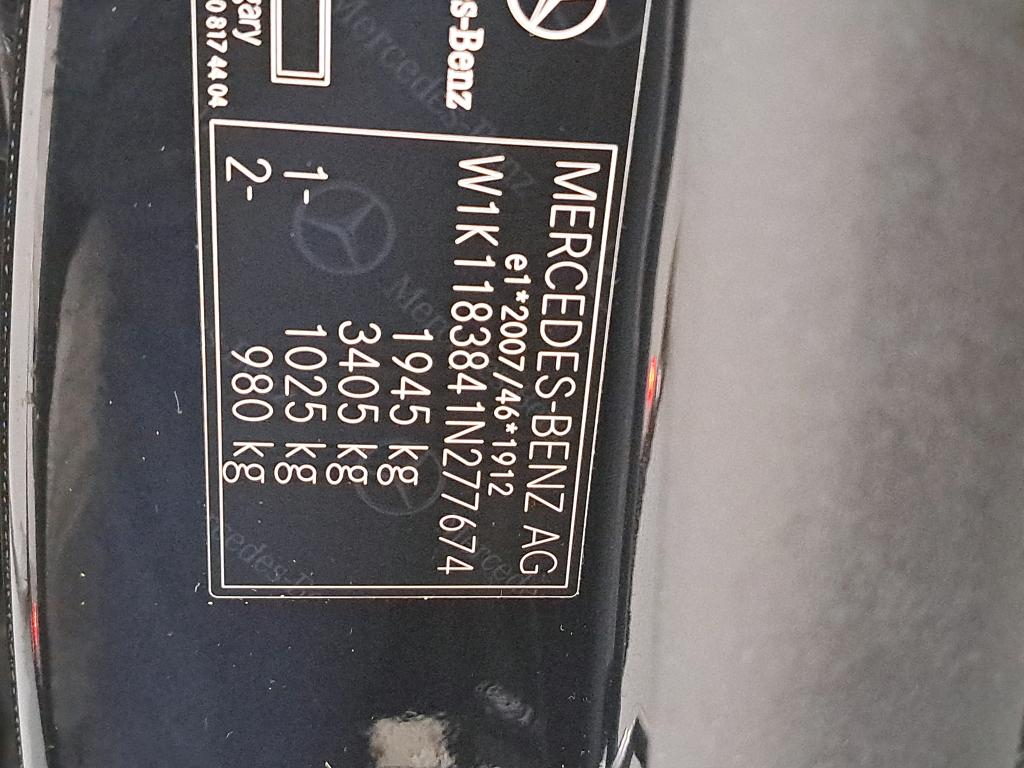 gary
0 817 44 04
s-Benz
MERCEDES-BENZ AG
e1*2007/46*1912
W1K1183841N277674
1945 kg
3405 kg
1- 1025 kg
2- 980 kg